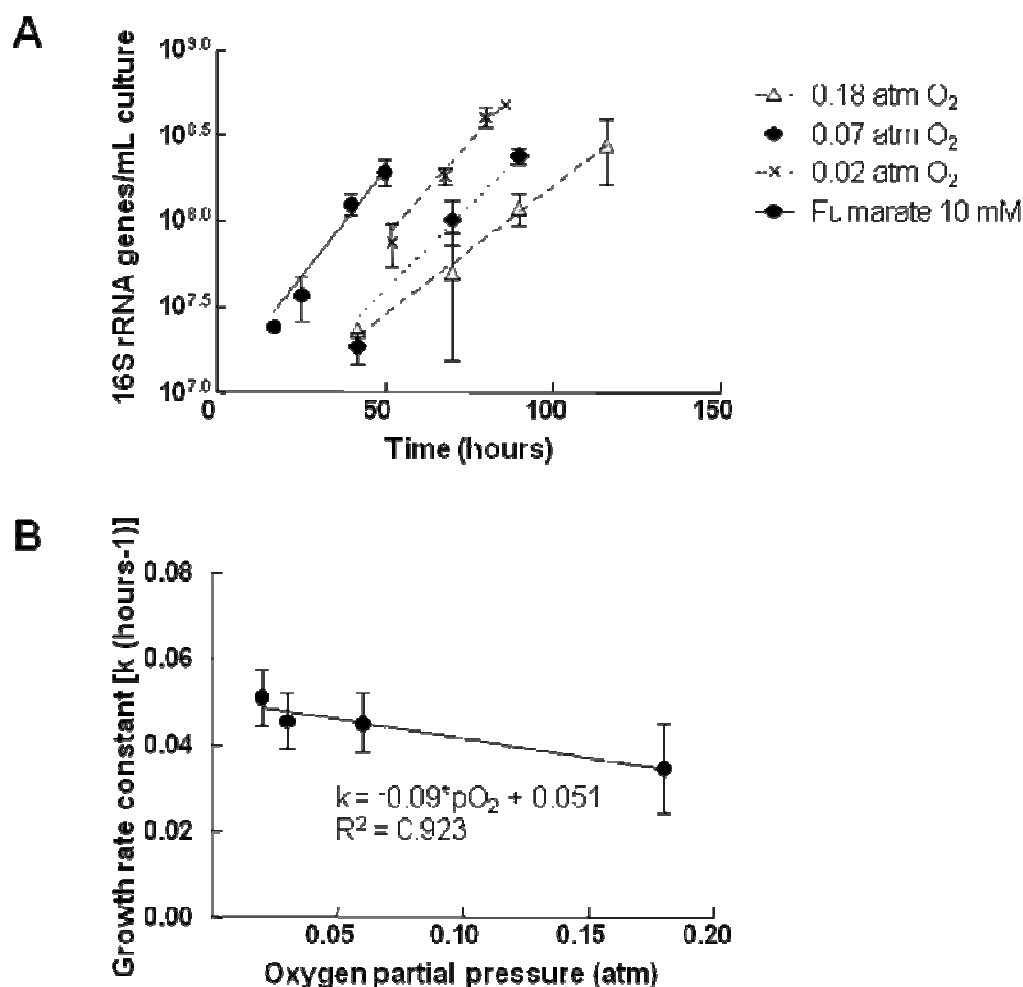 A
16S rRNA genes/mL culture
10^9.0
10^8.5
10^8.0
10^7.5
10^7.0
0
50
100
150
Time (hours)
0.18 atm O₂
0.07 atm O₂
0.02 atm O₂
Fumarate 10 mM
B
Growth rate constant [k (hours-1)]
0.08
0.06
0.04
0.02
0.00
k = -0.09*pO₂ + 0.051
R² = 0.923
0.05
0.10
0.15
0.20
Oxygen partial pressure (atm)